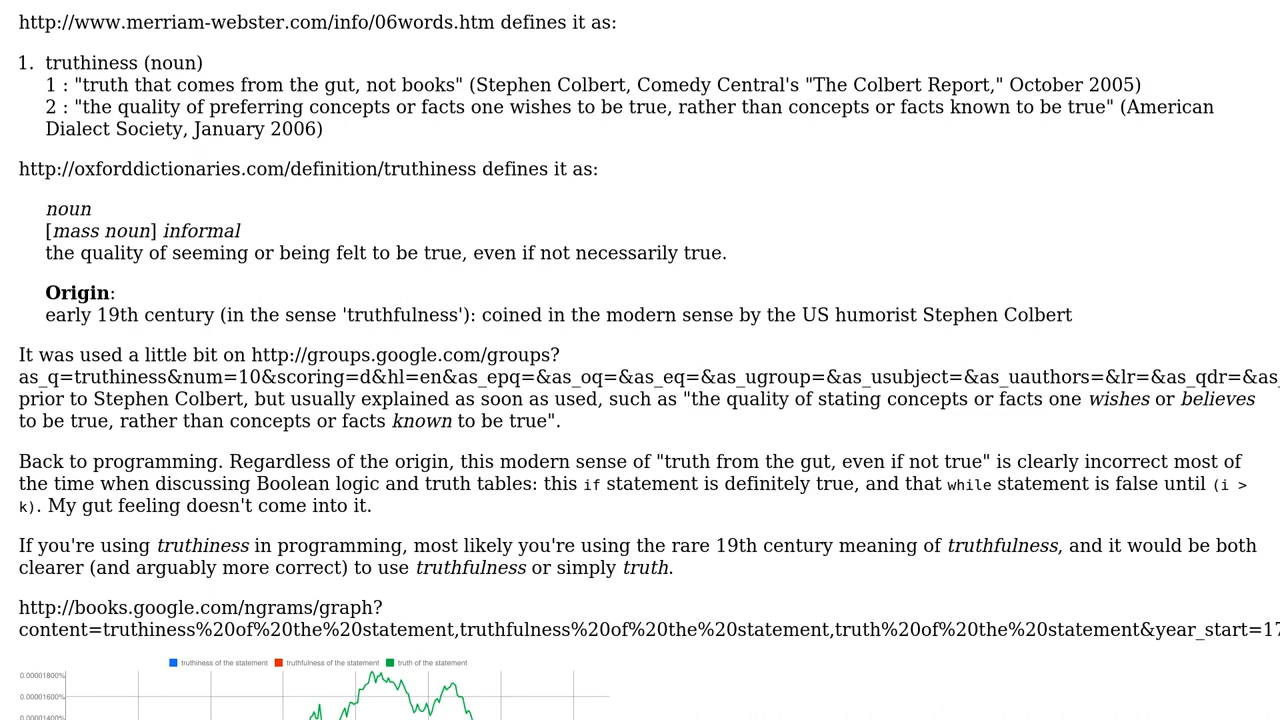 http://www.merriam-webster.com/info/06words.htm defines it as:
1. truthiness (noun)
1 : "truth that comes from the gut, not books" (Stephen Colbert, Comedy Central's "The Colbert Report," October 2005)
2 : "the quality of preferring concepts or facts one wishes to be true, rather than concepts or facts known to be true" (American
Dialect Society, January 2006)
http://oxforddictionaries.com/definition/truthiness defines it as:
noun
[mass noun] informal
the quality of seeming or being felt to be true, even if not necessarily true.
Origin:
early 19th century (in the sense 'truthfulness'): coined in the modern sense by the US humorist Stephen Colbert
It was used a little bit on http://groups.google.com/groups?
as_q=truthiness&num=10&scoring=d&hl=en&as_epq=&as_oq=&as_eq=&as_ugroup=&as_usubject=&as_uauthors=&lr=&as_qdr=&as_
prior to Stephen Colbert, but usually explained as soon as used, such as "the quality of stating concepts or facts one wishes or believes
to be true, rather than concepts or facts known to be true".
Back to programming. Regardless of the origin, this modern sense of "truth from the gut, even if not true" is clearly incorrect most of
the time when discussing Boolean logic and truth tables: this if statement is definitely true, and that while statement is false until (i >
k). My gut feeling doesn't come into it.
If you're using truthiness in programming, most likely you're using the rare 19th century meaning of truthfulness, and it would be both
clearer (and arguably more correct) to use truthfulness or simply truth.
http://books.google.com/ngrams/graph?
content=truthiness%20of%20the%20statement,truthfulness%20of%20the%20statement,truth%20of%20the%20statement&year_start=17
truthiness of the statement truthfulness of the statement truth of the statement
0.00001800%
0.00001600%
0.00001400%